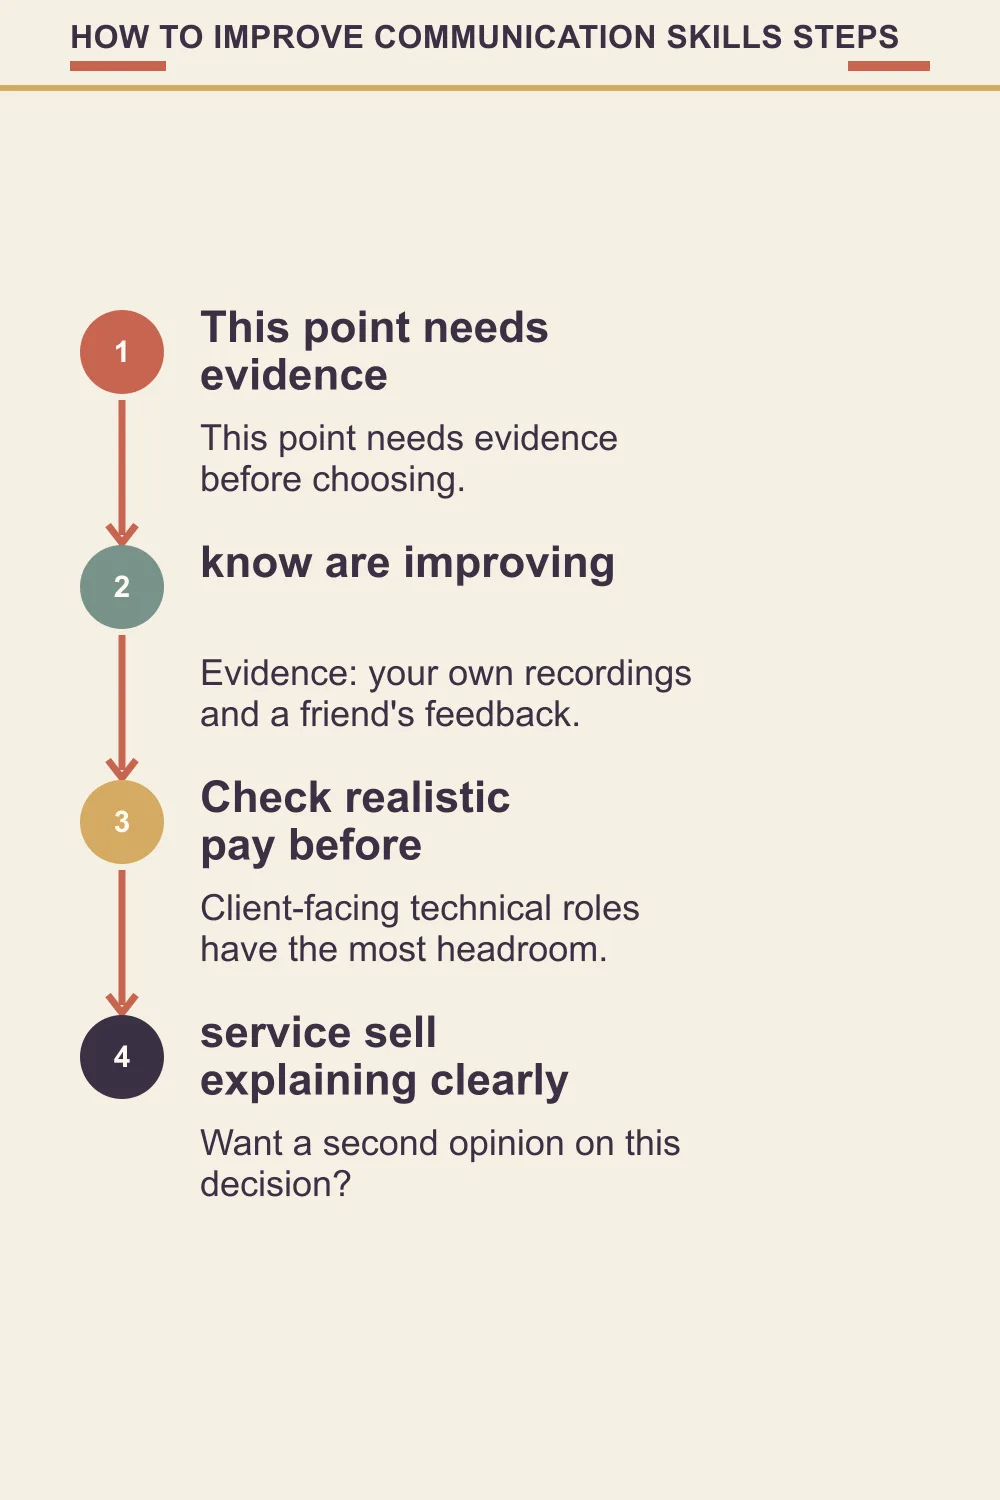 HOW TO IMPROVE COMMUNICATION SKILLS STEPS
1
This point needs
evidence
This point needs evidence
before choosing.
2
know are improving
Evidence: your own recordings
and a friend's feedback.
3
Check realistic
pay before
Client-facing technical roles
have the most headroom.
4
service sell
explaining clearly
Want a second opinion on this
decision?